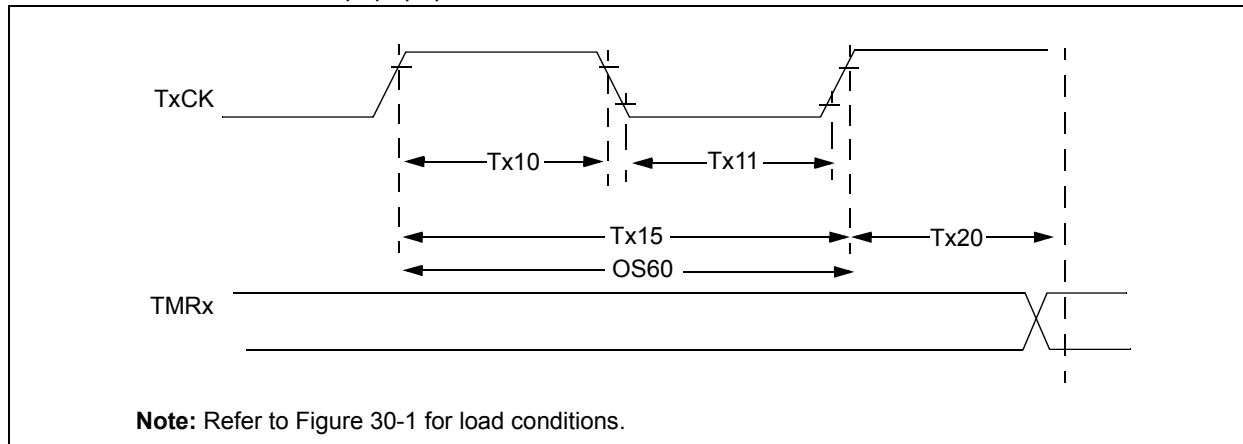 TxCK
Tx10
Tx11
Tx15
Tx20
OS60
TMRx
Note: Refer to Figure 30-1 for load conditions.